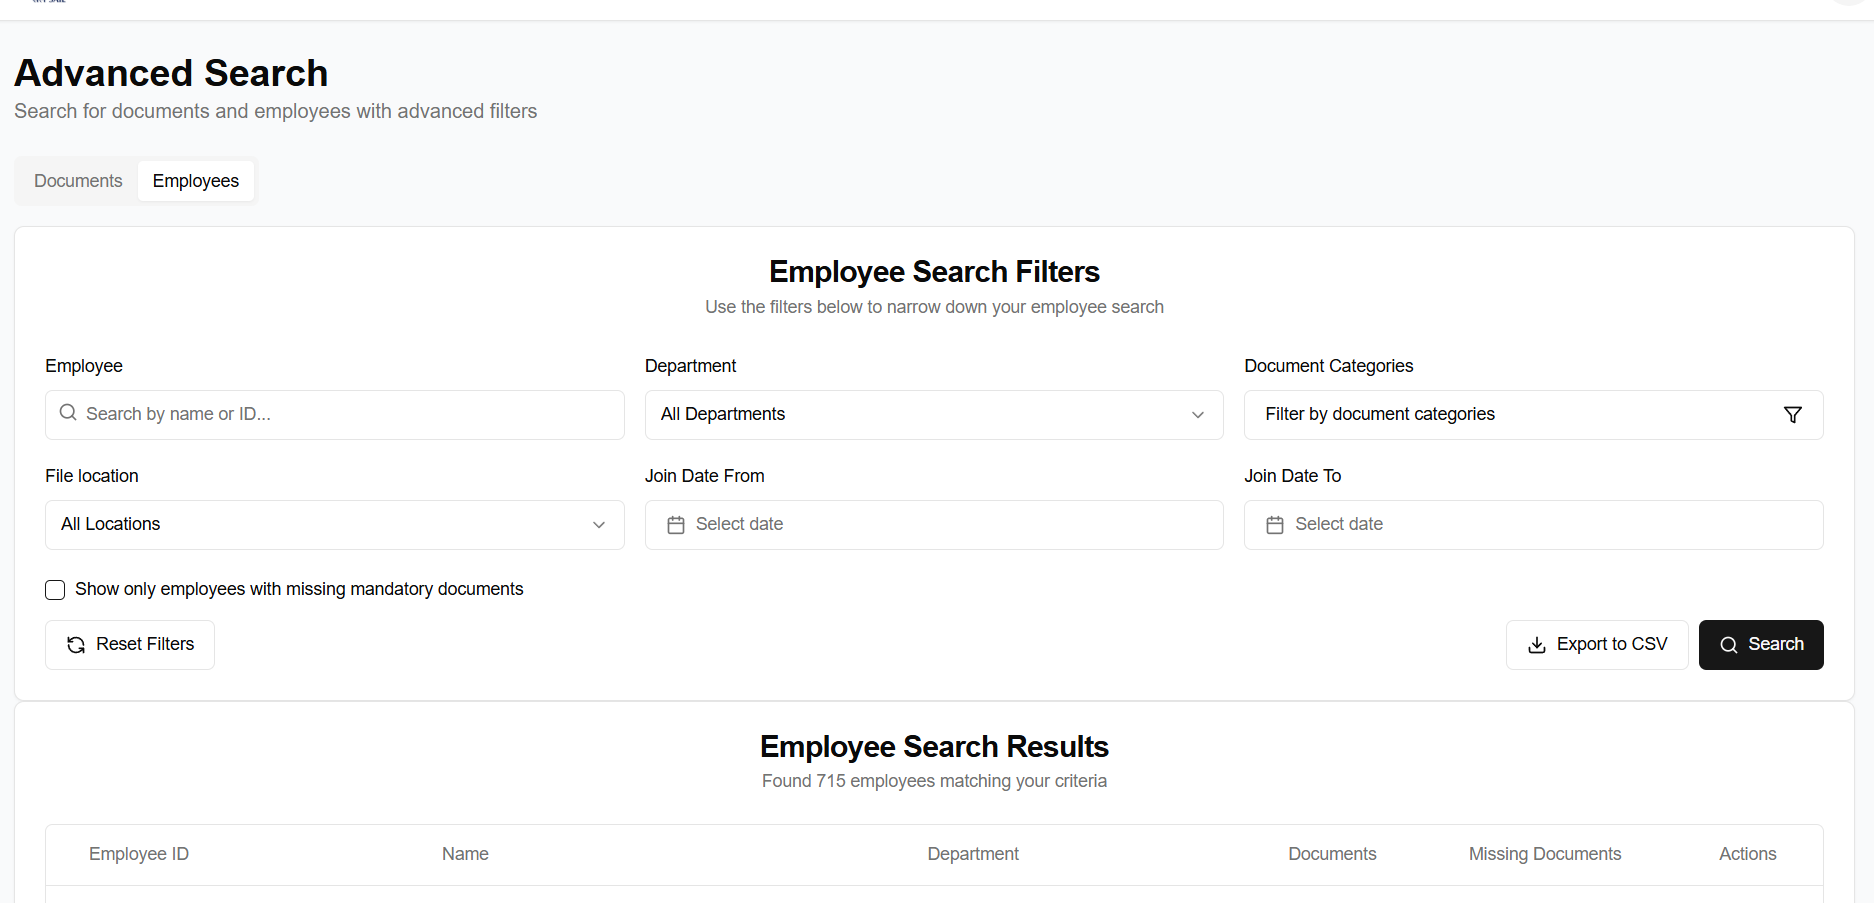 Advanced Search
Search for documents and employees with advanced filters
Documents Employees
Employee Search Filters
Use the filters below to narrow down your employee search
Employee Department Document Categories
Search by name or ID... All Departments Filter by document categories
File location Join Date From Join Date To
All Locations Select date Select date
Show only employees with missing mandatory documents
Reset Filters Export to CSV Search
Employee Search Results
Found 715 employees matching your criteria
Employee ID Name Department Documents Missing Documents Actions